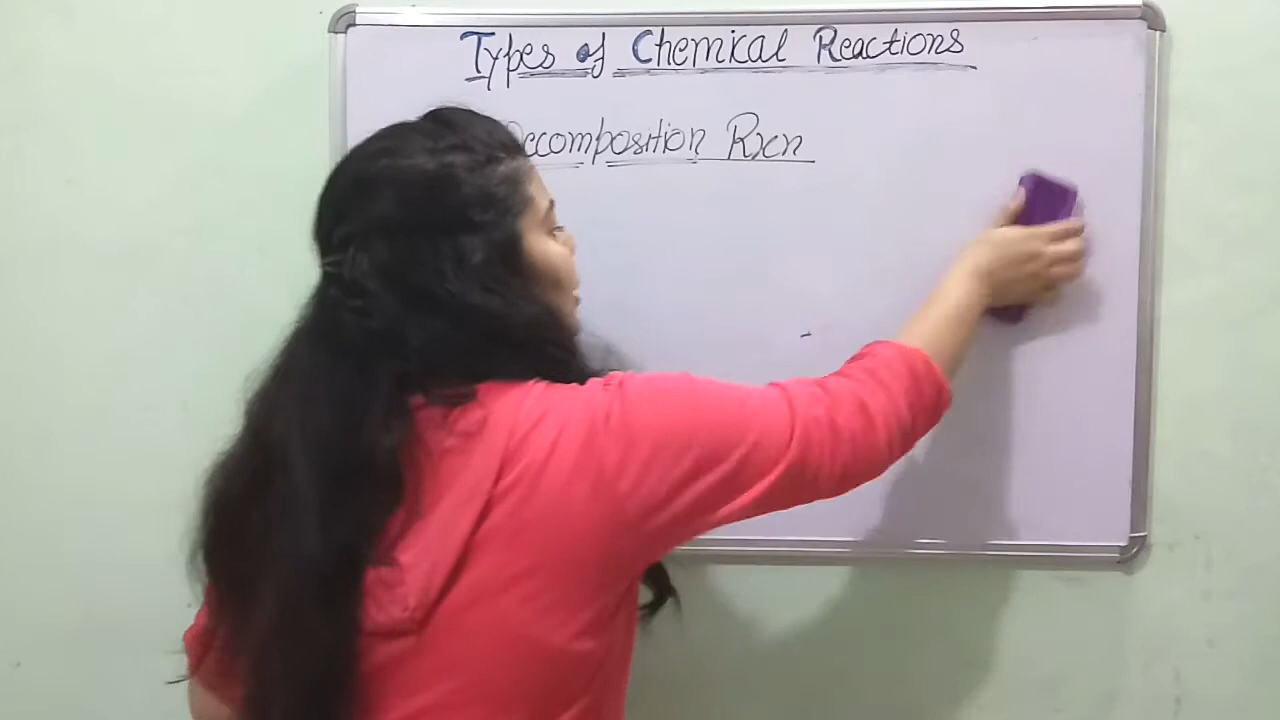 Types of Chemical Reactions
Decomposition Rxn